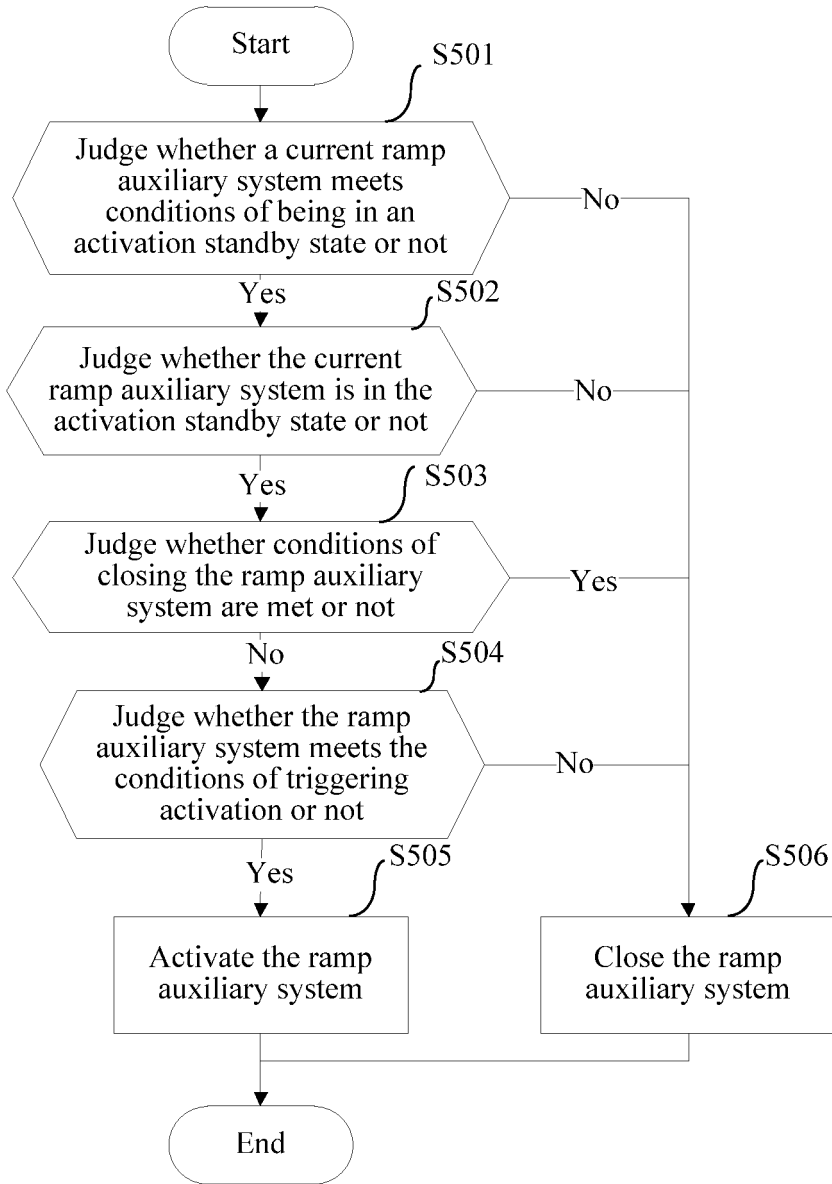 Start
S501
Judge whether a current ramp
auxiliary system meets
conditions of being in an
activation standby state or not
No
Yes
S502
Judge whether the current
ramp auxiliary system is in the
activation standby state or not
No
Yes
S503
Judge whether conditions of
closing the ramp auxiliary
system are met or not
Yes
No
S504
Judge whether the ramp
auxiliary system meets the
conditions of triggering
activation or not
No
Yes
S505
S506
Activate the ramp
auxiliary system
Close the ramp
auxiliary system
End